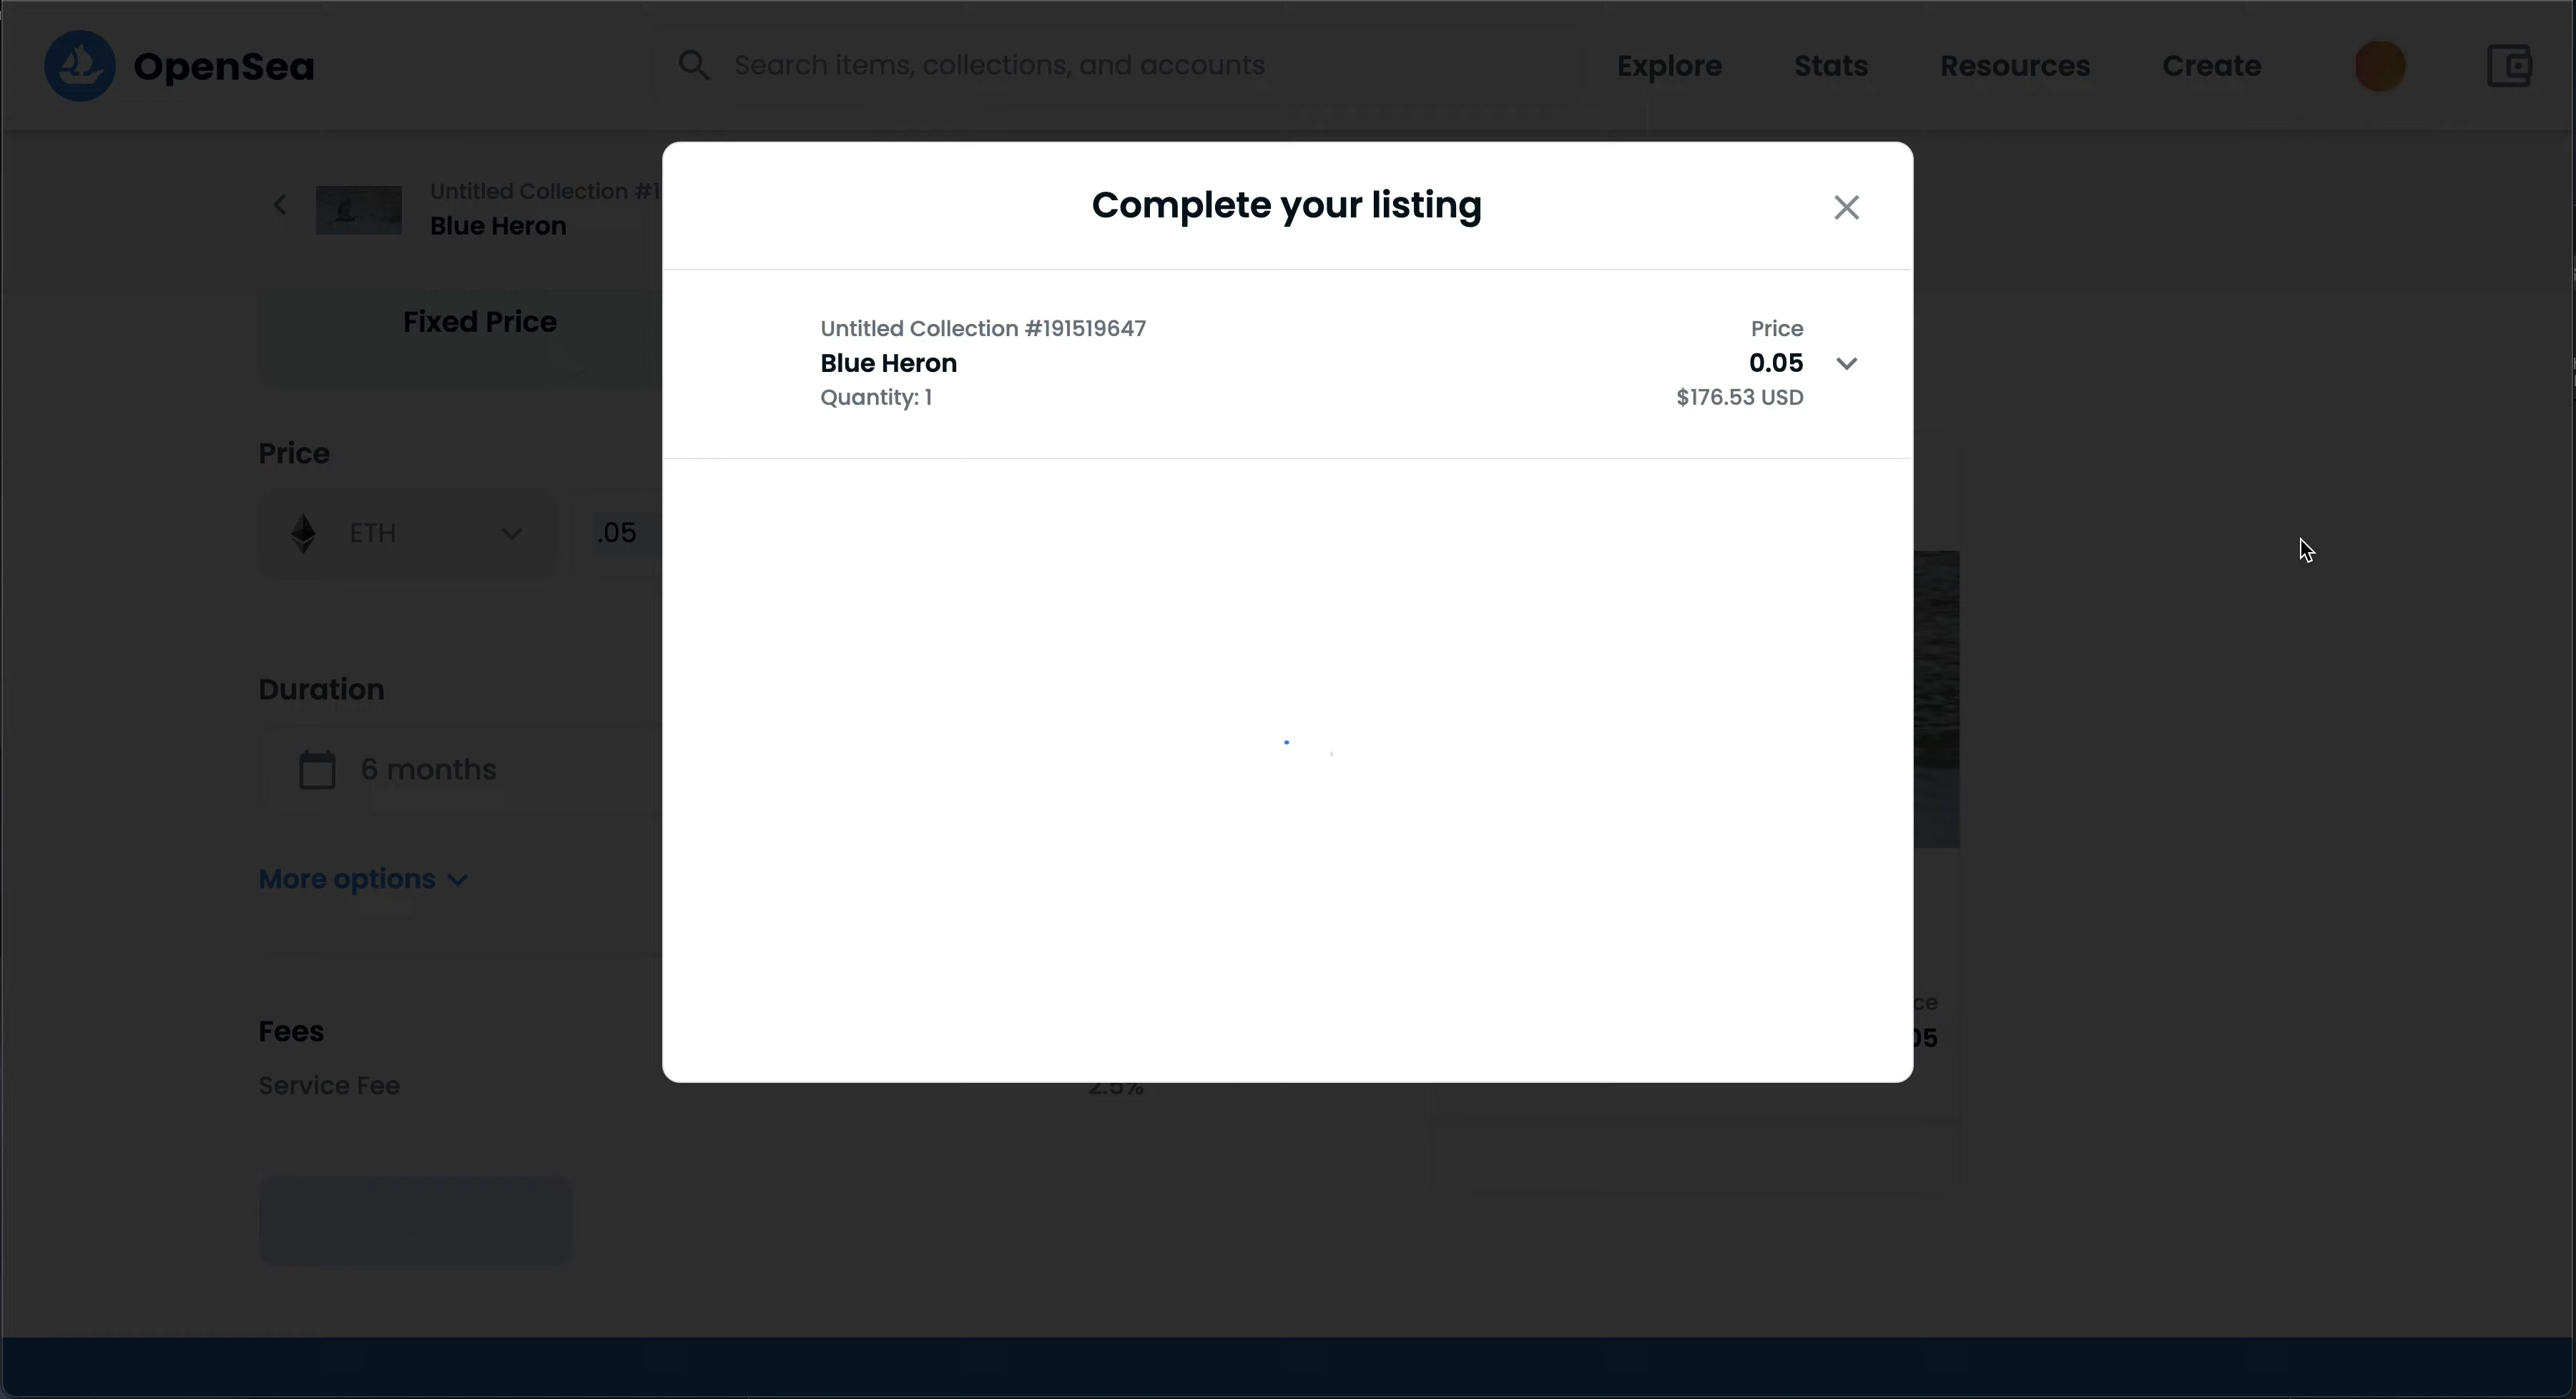 OpenSea
Search items, collections, and accounts
Explore
Stats
Resources
Create
Untitled Collection #1
Blue Heron
Complete your listing
Untitled Collection #191519647
Blue Heron
Quantity: 1
Price
0.05
$176.53 USD
Fixed Price
Price
ETH
.05
Duration
6 months
More options
Fees
Service Fee
2.5%